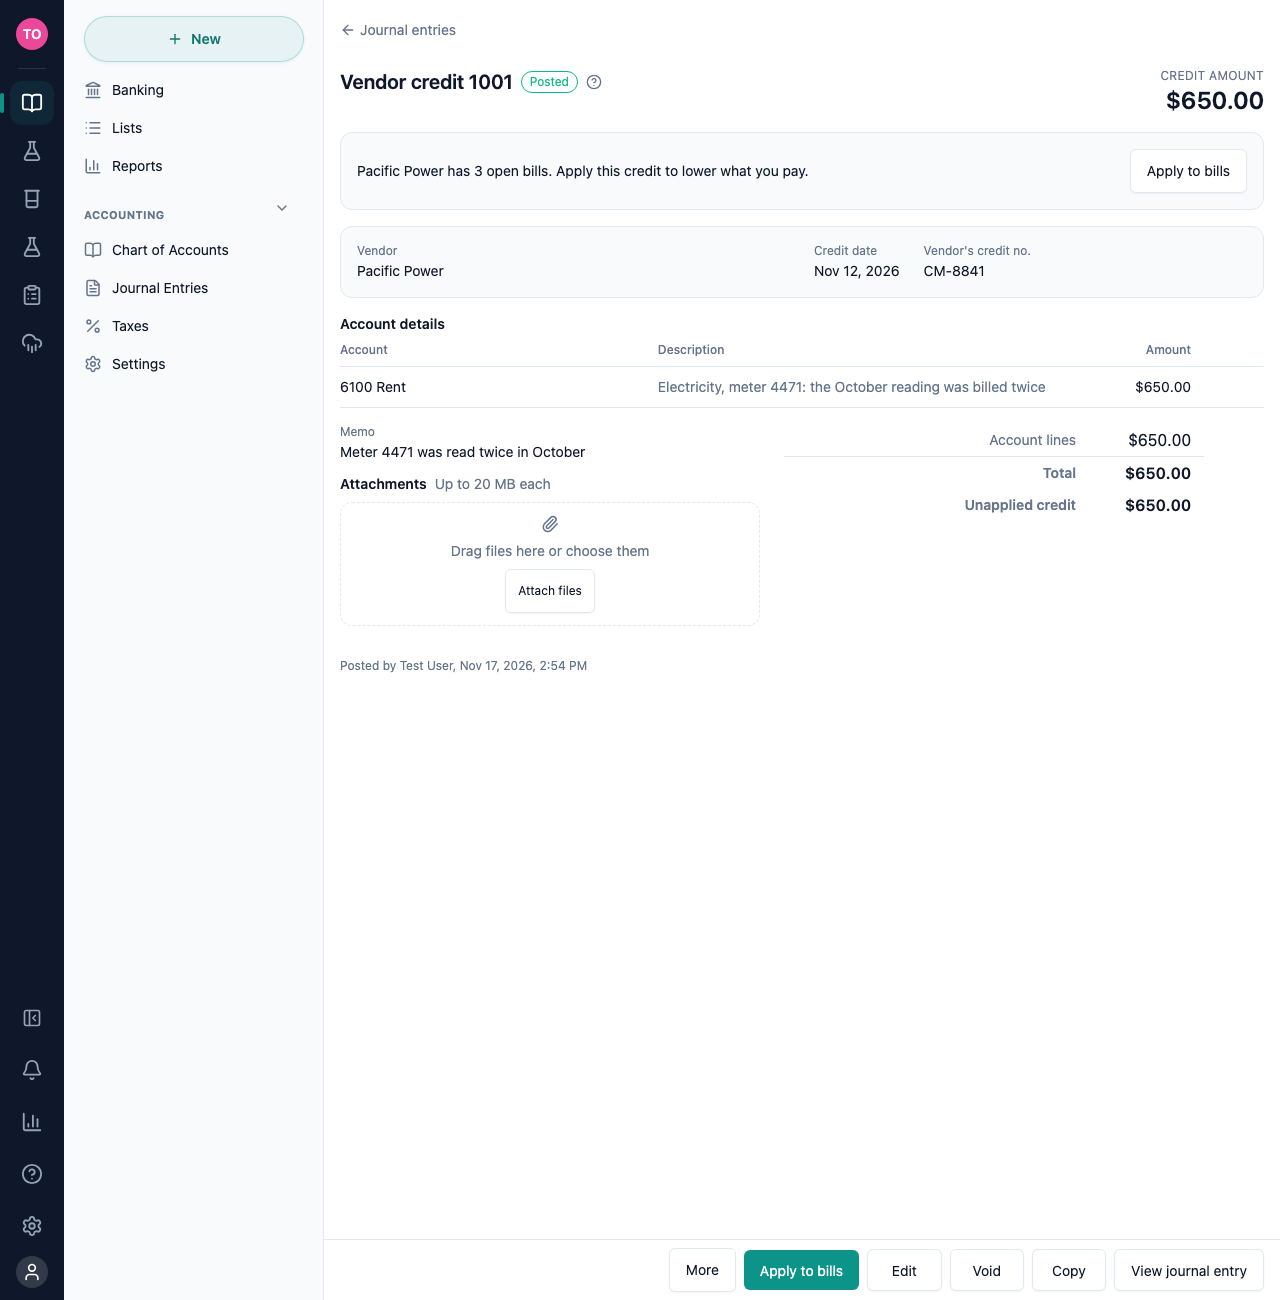 TO
New
Banking
Lists
Reports
ACCOUNTING
Chart of Accounts
Journal Entries
Taxes
Settings
Journal entries
Vendor credit 1001 Posted
CREDIT AMOUNT
$650.00
Pacific Power has 3 open bills. Apply this credit to lower what you pay. Apply to bills
Vendor Credit date Vendor's credit no.
Pacific Power Nov 12, 2026 CM-8841
Account details
Account Description Amount
6100 Rent Electricity, meter 4471: the October reading was billed twice $650.00
Memo
Meter 4471 was read twice in October
Account lines $650.00
Total $650.00
Unapplied credit $650.00
Attachments Up to 20 MB each
Drag files here or choose them
Attach files
Posted by Test User, Nov 17, 2026, 2:54 PM
More Apply to bills Edit Void Copy View journal entry